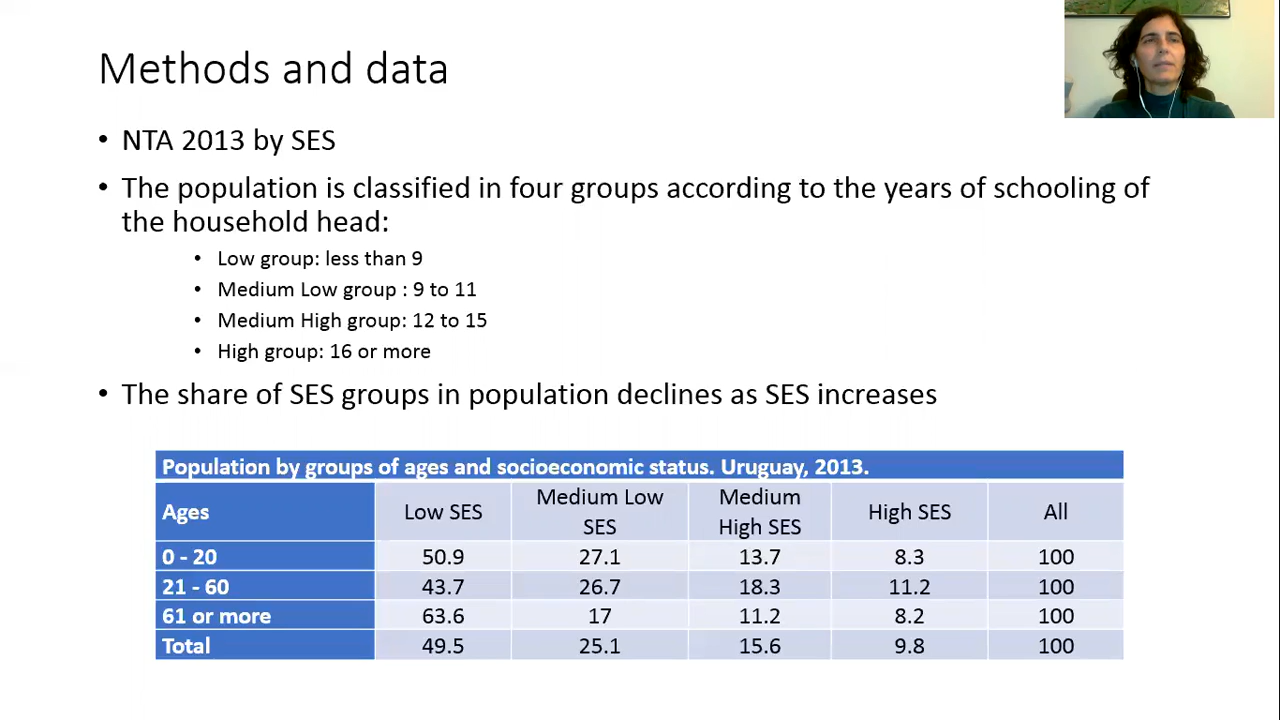 Methods and data
• NTA 2013 by SES
• The population is classified in four groups according to the years of schooling of
the household head:
• Low group: less than 9
• Medium Low group : 9 to 11
• Medium High group: 12 to 15
• High group: 16 or more
• The share of SES groups in population declines as SES increases
Population by groups of ages and socioeconomic status. Uruguay, 2013.
Ages Low SES Medium Low SES Medium High SES High SES All
0 - 20 50.9 27.1 13.7 8.3 100
21 - 60 43.7 26.7 18.3 11.2 100
61 or more 63.6 17 11.2 8.2 100
Total 49.5 25.1 15.6 9.8 100